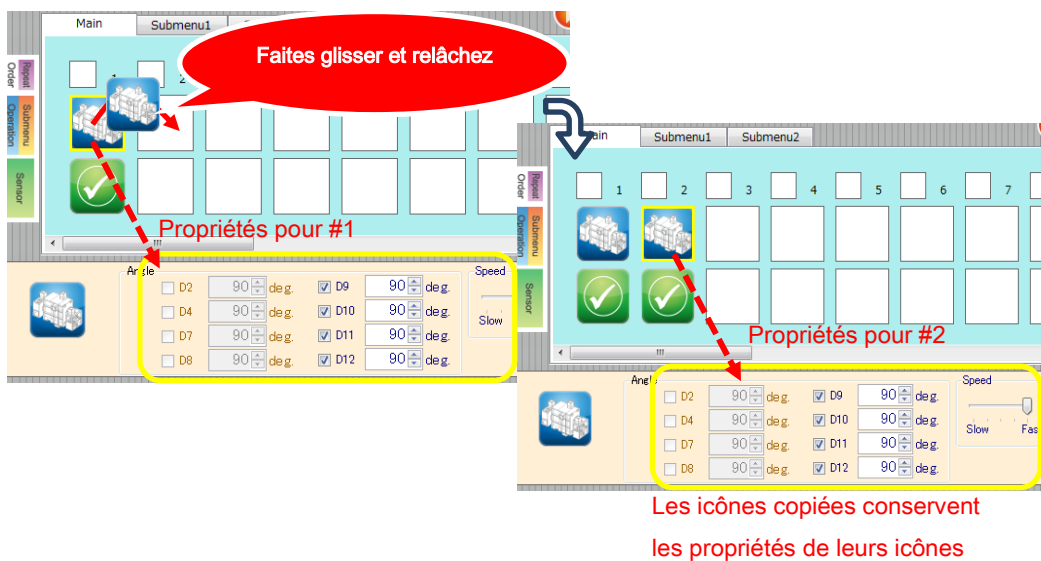 Main Submenu1
Faites glisser et relâchez
Repeat Order
Submenu Operation
Sensor
Propriétés pour #1
Angle
D2 90 deg. D9 90 deg.
D4 90 deg. D10 90 deg.
D7 90 deg. D11 90 deg.
D8 90 deg. D12 90 deg.
Speed
Slow
Main Submenu1 Submenu2
Repeat Order
Submenu Operation
Sensor
1 2 3 4 5 6 7
Propriétés pour #2
Angle
D2 90 deg. D9 90 deg.
D4 90 deg. D10 90 deg.
D7 90 deg. D11 90 deg.
D8 90 deg. D12 90 deg.
Speed
Slow Fas
Les icônes copiées conservent
les propriétés de leurs icônes